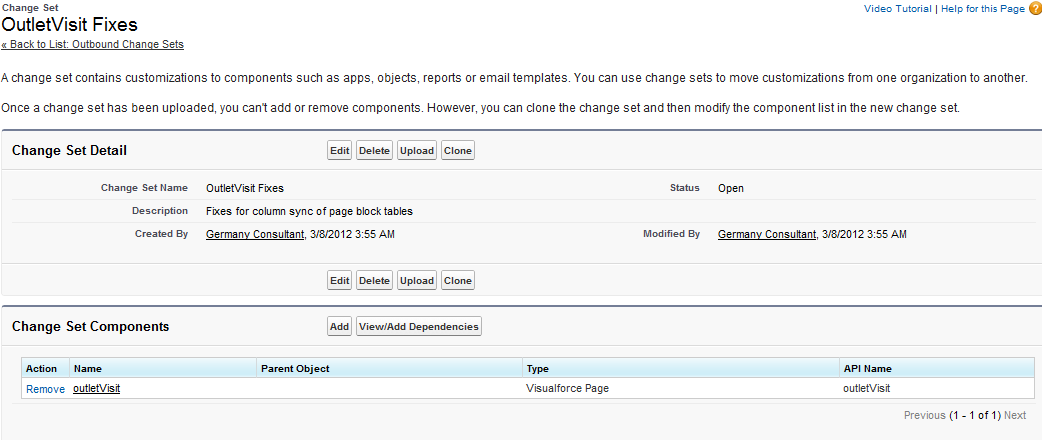 Change Set
Video Tutorial | Help for this Page ?
OutletVisit Fixes
« Back to List: Outbound Change Sets
A change set contains customizations to components such as apps, objects, reports or email templates. You can use change sets to move customizations from one organization to another.
Once a change set has been uploaded, you can't add or remove components. However, you can clone the change set and then modify the component list in the new change set.
Change Set Detail Edit Delete Upload Clone
Change Set Name OutletVisit Fixes Status Open
Description Fixes for column sync of page block tables
Created By Germany Consultant, 3/8/2012 3:55 AM Modified By Germany Consultant, 3/8/2012 3:55 AM
Edit Delete Upload Clone
Change Set Components Add View/Add Dependencies
Action Name Parent Object Type API Name
Remove outletVisit Visualforce Page outletVisit
Previous (1 - 1 of 1) Next